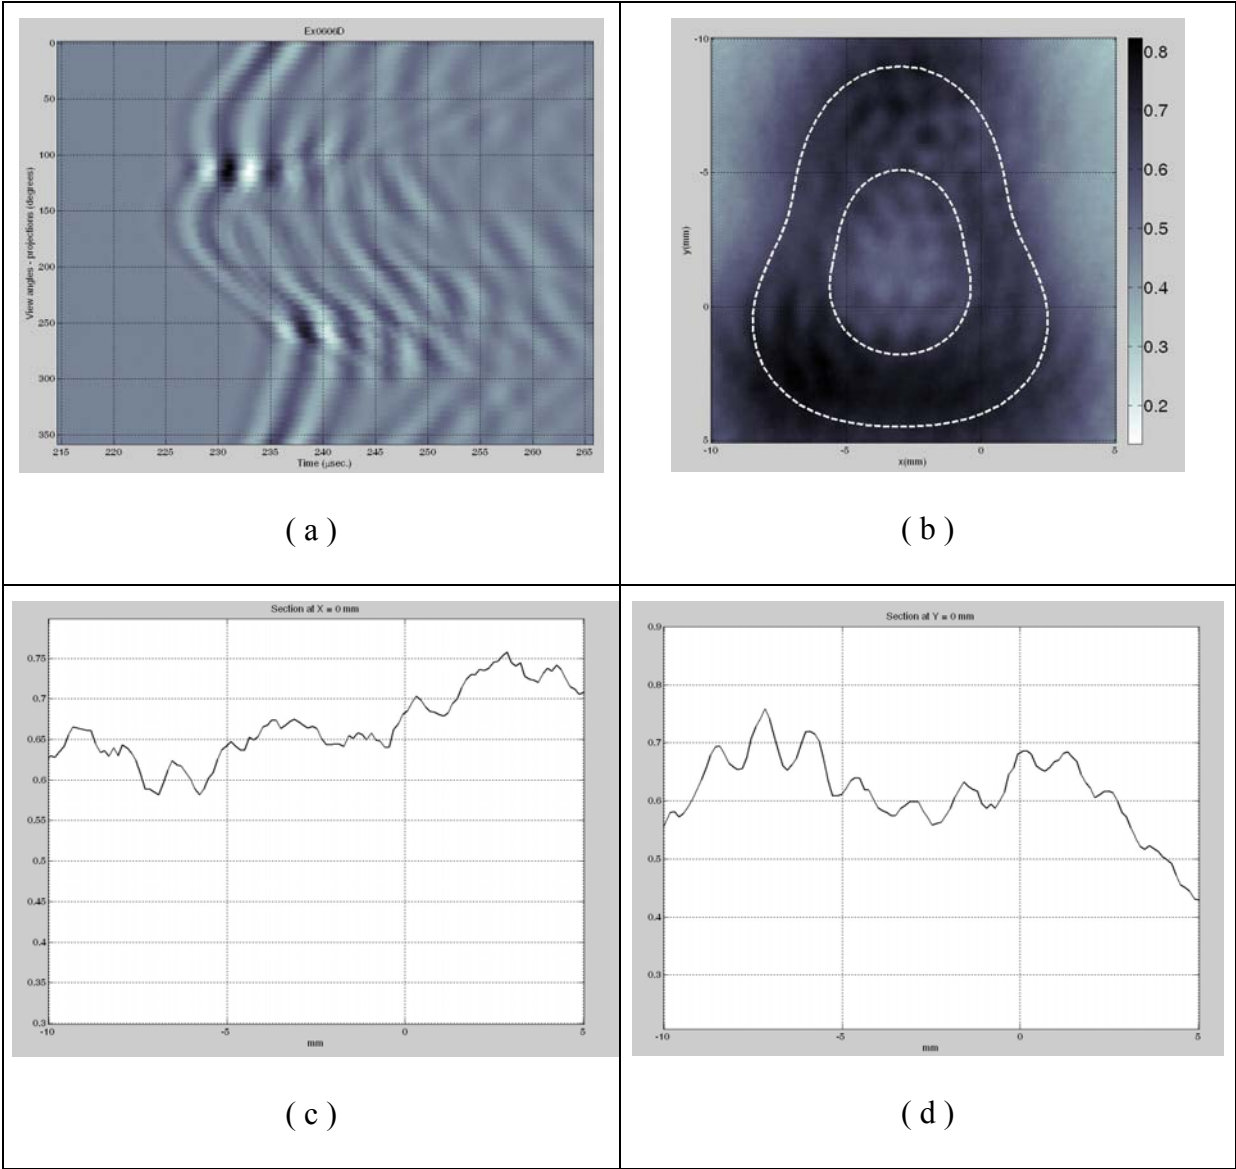 Ex0606D
0
50
100
150
200
250
300
350
View angles - projections (degrees)
215 220 225 230 235 240 245 250 255 260 265
Time (μsec.)
( a )
-10
-5
0
5
y(mm)
-10 -5 0 5
x(mm)
0.8
0.7
0.6
0.5
0.4
0.3
0.2
( b )
Section at X = 0 mm
0.75
0.7
0.65
0.6
0.55
0.5
0.45
0.4
0.35
0.3
-10 -5 0 5
mm
( c )
Section at Y = 0 mm
0.9
0.8
0.7
0.6
0.5
0.4
0.3
-10 -5 0 5
mm
( d )